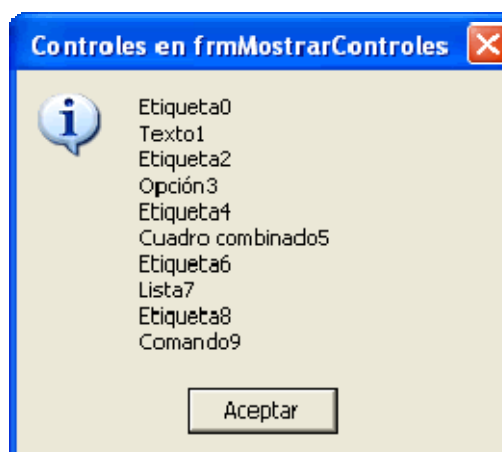 Controles en frmMostrarControles
Etiqueta0
Texto1
Etiqueta2
Opción3
Etiqueta4
Cuadro combinado5
Etiqueta6
Lista7
Etiqueta8
Comando9
Aceptar